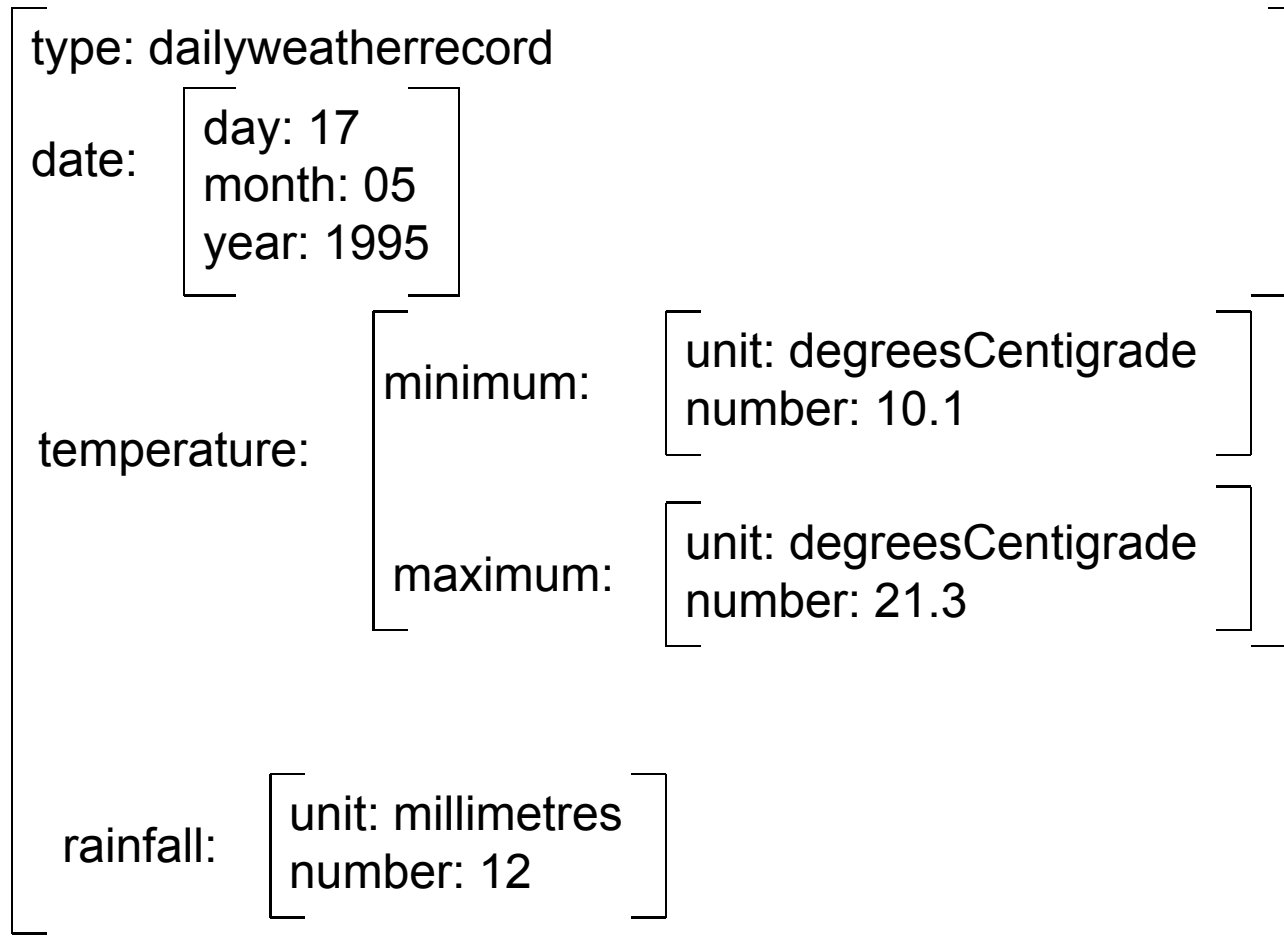 type: dailyweatherrecord
date:
day: 17
month: 05
year: 1995
temperature:
minimum:
unit: degreesCentigrade
number: 10.1
maximum:
unit: degreesCentigrade
number: 21.3
rainfall:
unit: millimetres
number: 12